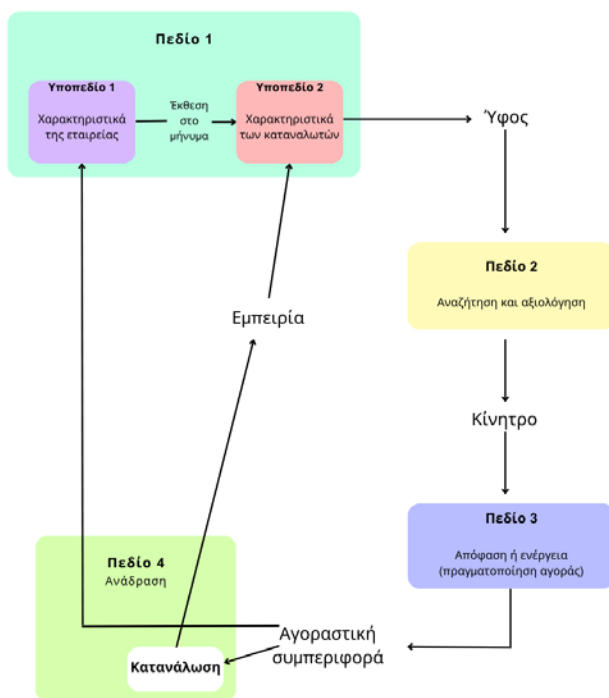 Πεδίο 1
Υποπεδίο 1
Χαρακτηριστικά
της εταιρείας
Έκθεση
στο
μήνυμα
Υποπεδίο 2
Χαρακτηριστικά
των καταναλωτών
Ύφος
Πεδίο 2
Αναζήτηση και αξιολόγηση
Εμπειρία
Κίνητρο
Πεδίο 3
Απόφαση ή ενέργεια
(πραγματοποίηση αγοράς)
Πεδίο 4
Ανάδραση
Αγοραστική
συμπεριφορά
Κατανάλωση